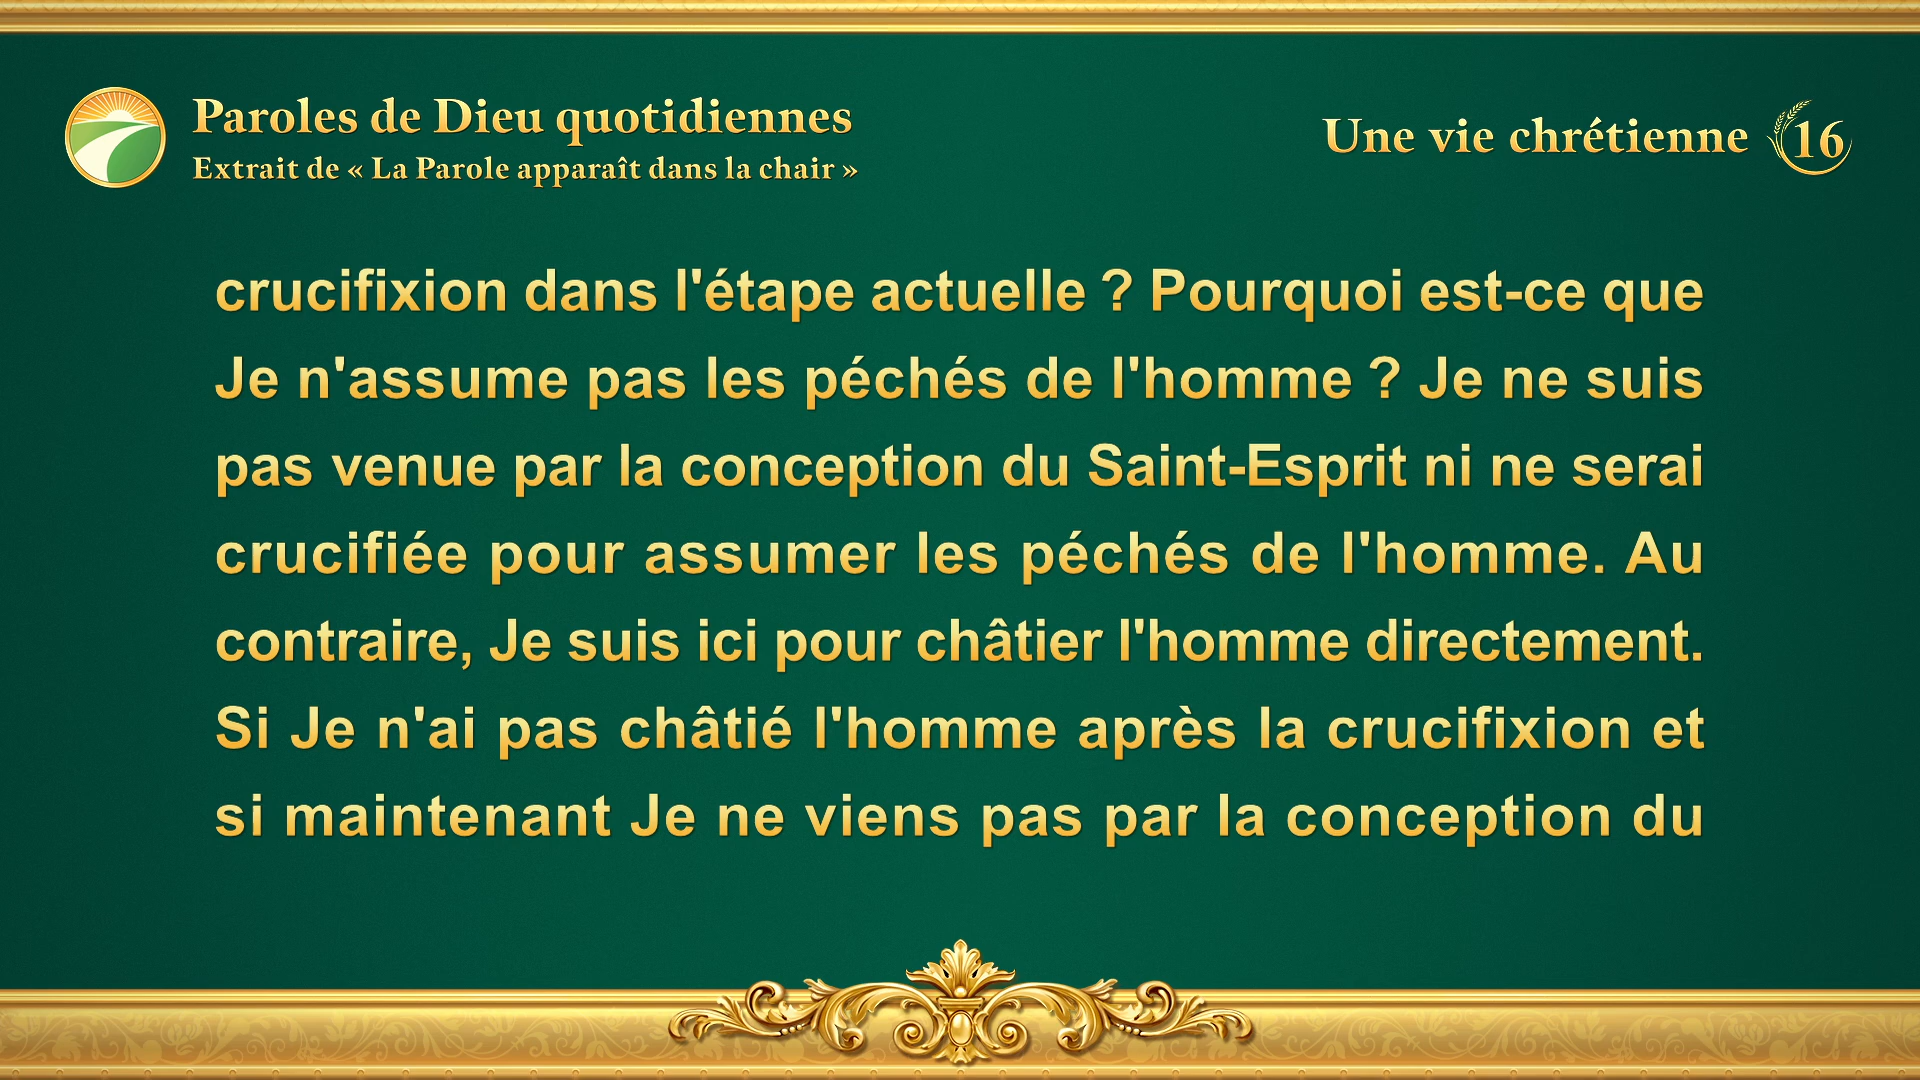 Paroles de Dieu quotidiennes
Extrait de « La Parole apparaît dans la chair »
Une vie chrétienne 16
crucifixion dans l'étape actuelle ? Pourquoi est-ce que
Je n'assume pas les péchés de l'homme ? Je ne suis
pas venue par la conception du Saint-Esprit ni ne serai
crucifiée pour assumer les péchés de l'homme. Au
contraire, Je suis ici pour châtier l'homme directement.
Si Je n'ai pas châtié l'homme après la crucifixion et
si maintenant Je ne viens pas par la conception du